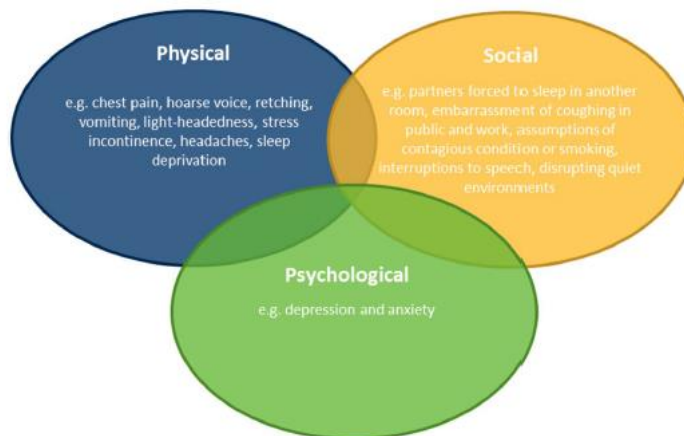 Physical
e.g. chest pain, hoarse voice, retching,
vomiting, light-headedness, stress
incontinence, headaches, sleep
deprivation
Social
e.g. partners forced to sleep in another
room, embarrassment of coughing in
public and work, assumptions of
contagious condition or smoking,
interruptions to speech, disrupting quiet
environments
Psychological
e.g. depression and anxiety